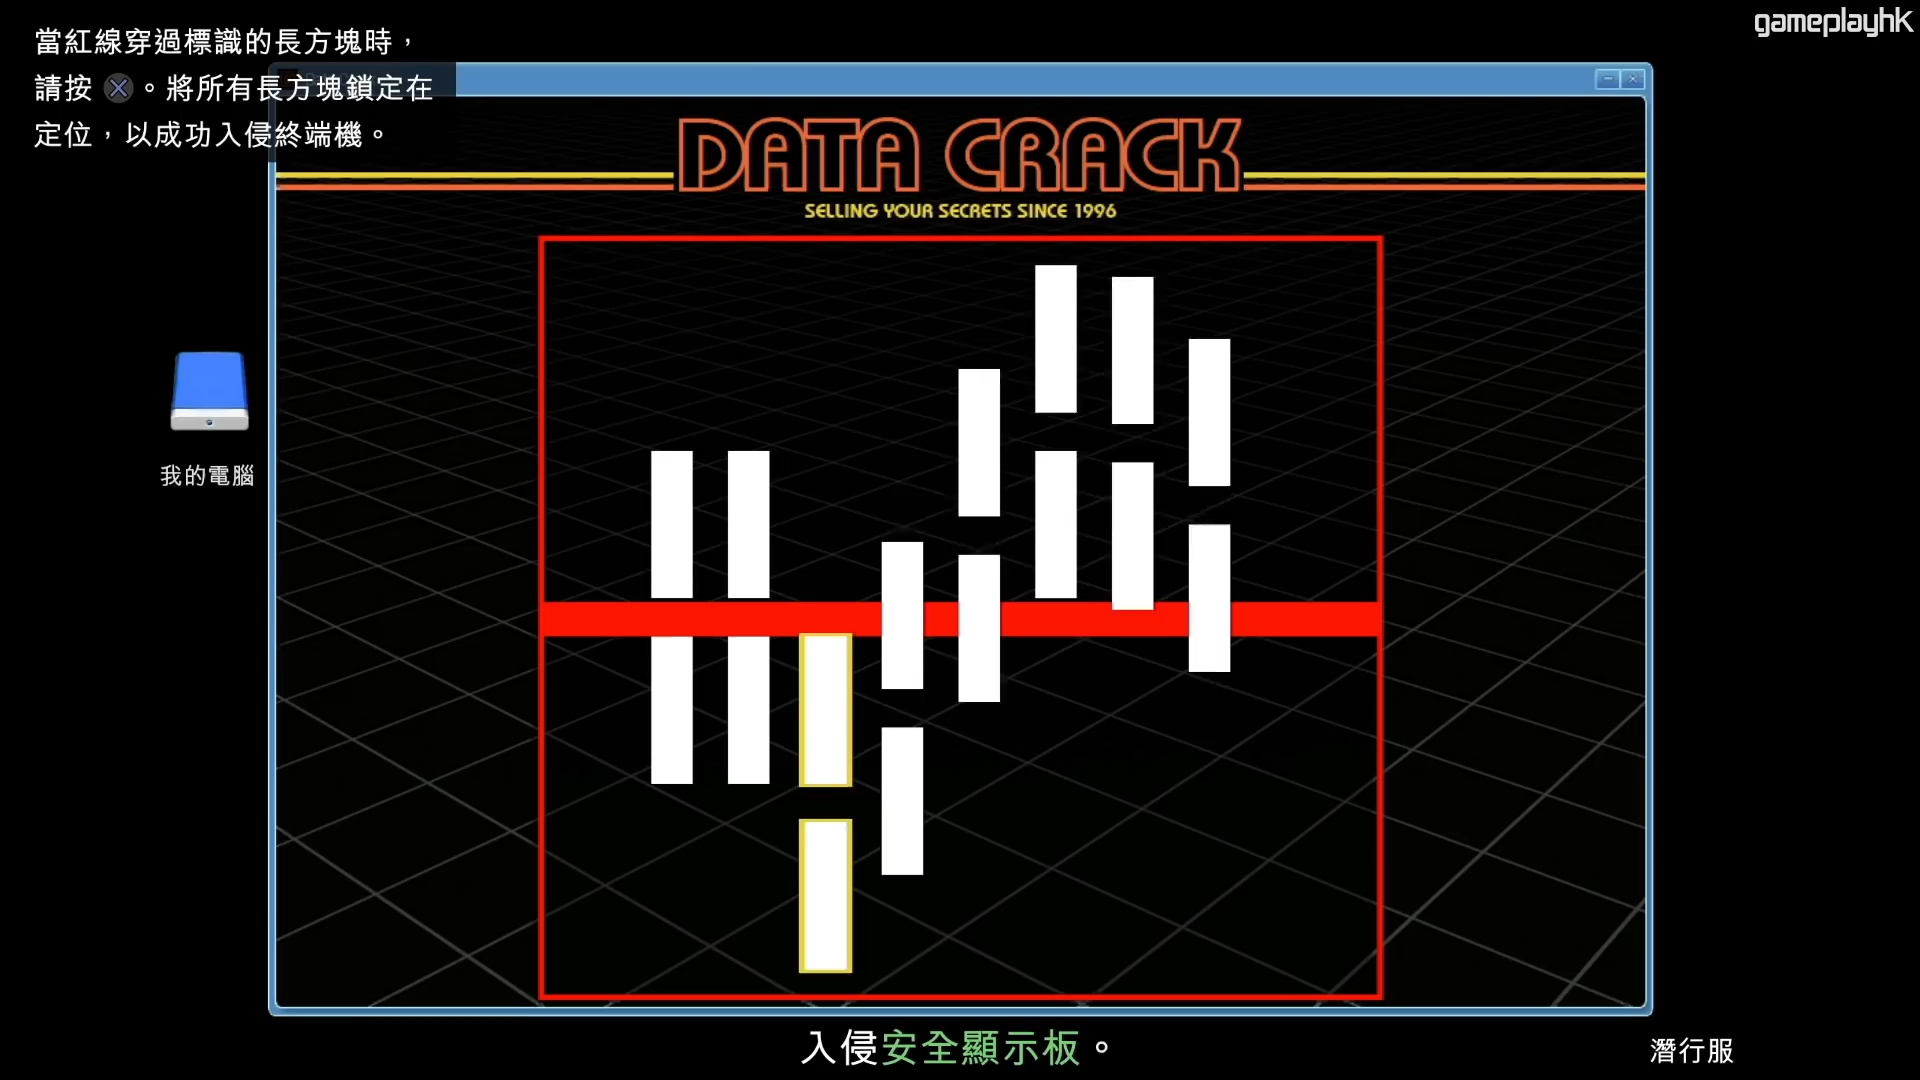 gameplayhk
當紅線穿過標識的長方塊時，
請按 。將所有長方塊鎖定在
定位，以成功入侵終端機。
DATA CRACK
SELLING YOUR SECRETS SINCE 1996
我的電腦
入侵安全顯示板。
潛行服